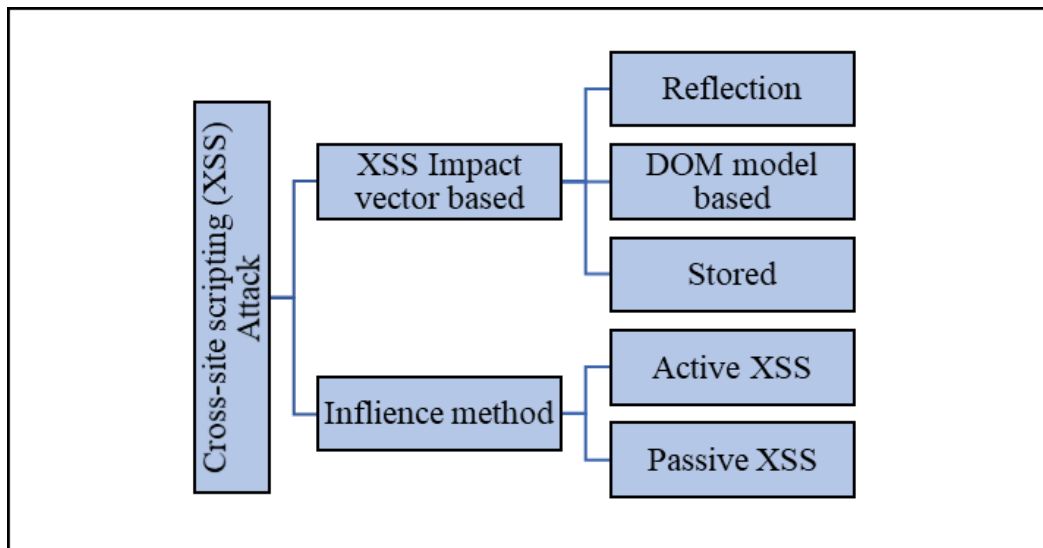 Cross-site scripting (XSS)
Attack
XSS Impact
vector based
Reflection
DOM model
based
Stored
Inflience method
Active XSS
Passive XSS